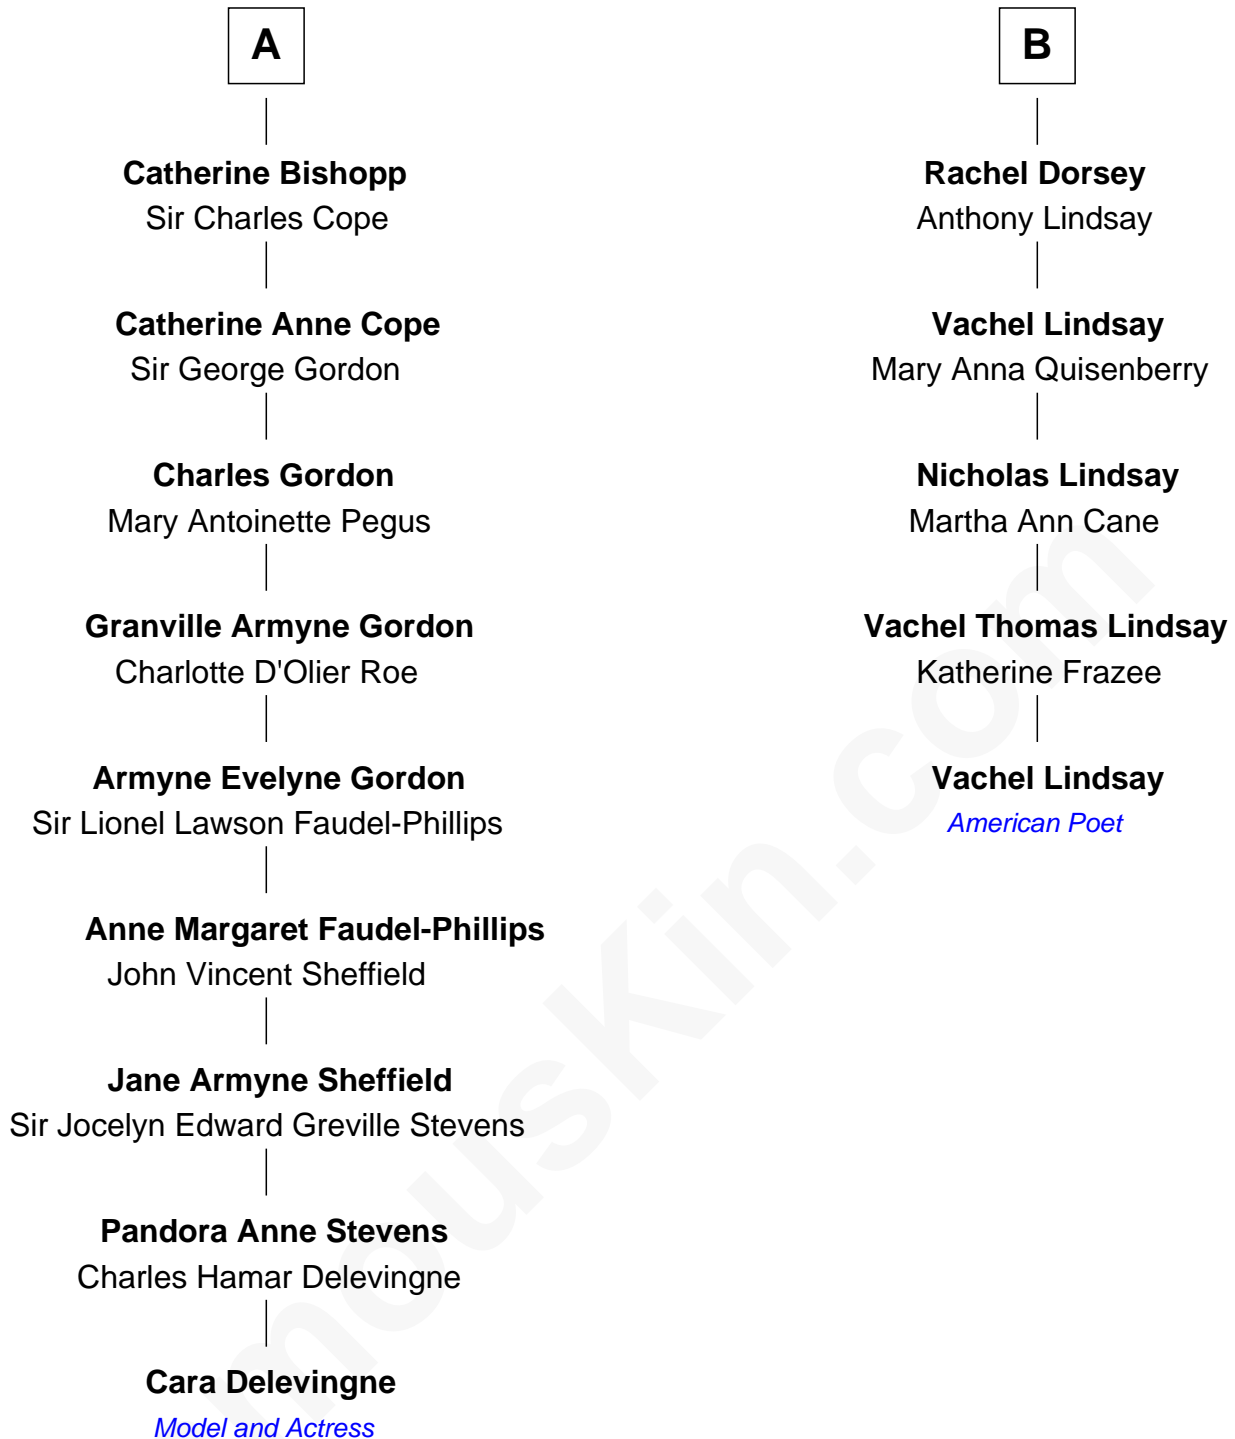 A
Catherine Bishopp
Sir Charles Cope
Catherine Anne Cope
Sir George Gordon
Charles Gordon
Mary Antoinette Pegus
Granville Armyne Gordon
Charlotte D'Olier Roe
Armyne Evelyne Gordon
Sir Lionel Lawson Faudel-Phillips
Anne Margaret Faudel-Phillips
John Vincent Sheffield
Jane Armyne Sheffield
Sir Jocelyn Edward Greville Stevens
Pandora Anne Stevens
Charles Hamar Delevingne
Cara Delevingne
Model and Actress
B
Rachel Dorsey
Anthony Lindsay
Vachel Lindsay
Mary Anna Quisenberry
Nicholas Lindsay
Martha Ann Cane
Vachel Thomas Lindsay
Katherine Frazee
Vachel Lindsay
American Poet
mousKin.com